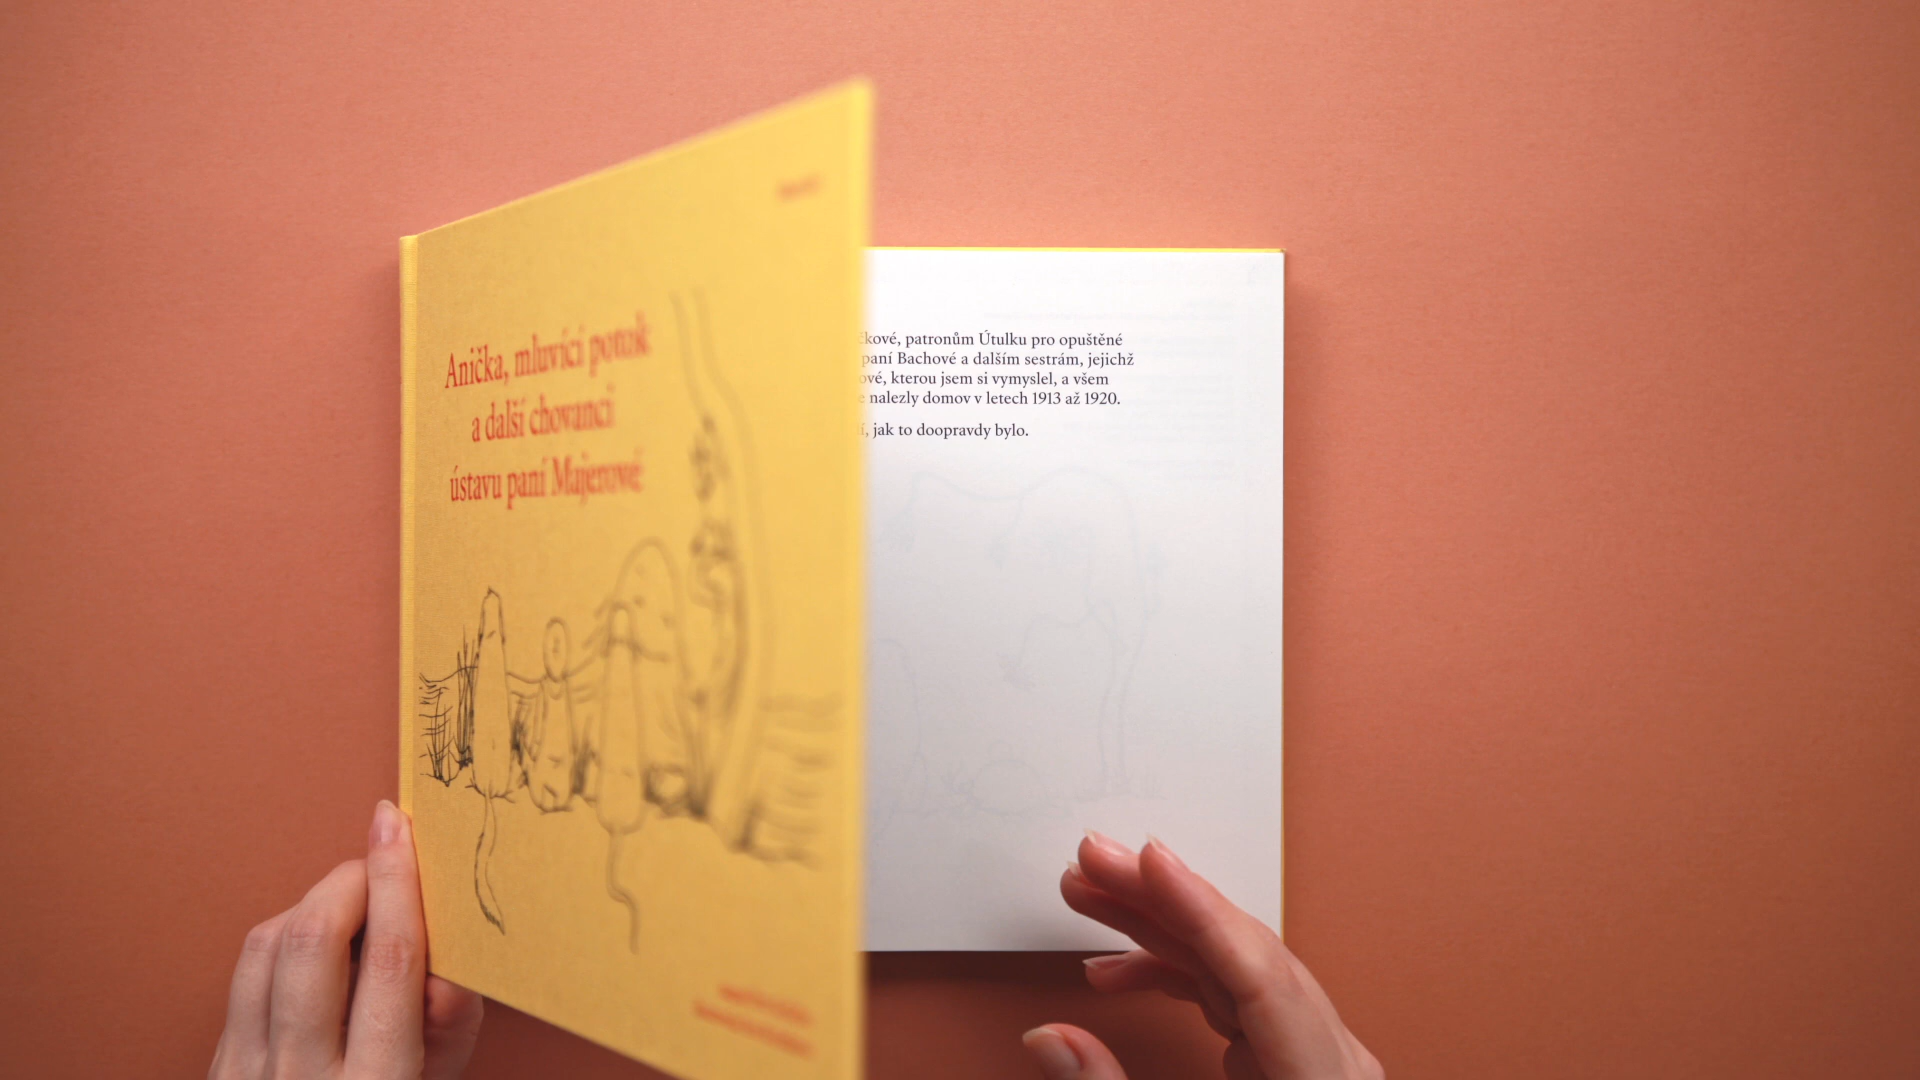 Anička, mluvící potok
a další chovanci
ústavu paní Majerové
čkové, patronům Útulku pro opuštěné
paní Bachové a dalším sestrám, jejichž
ové, kterou jsem si vymyslel, a všem
e nalezly domov v letech 1913 až 1920.
í, jak to doopravdy bylo.